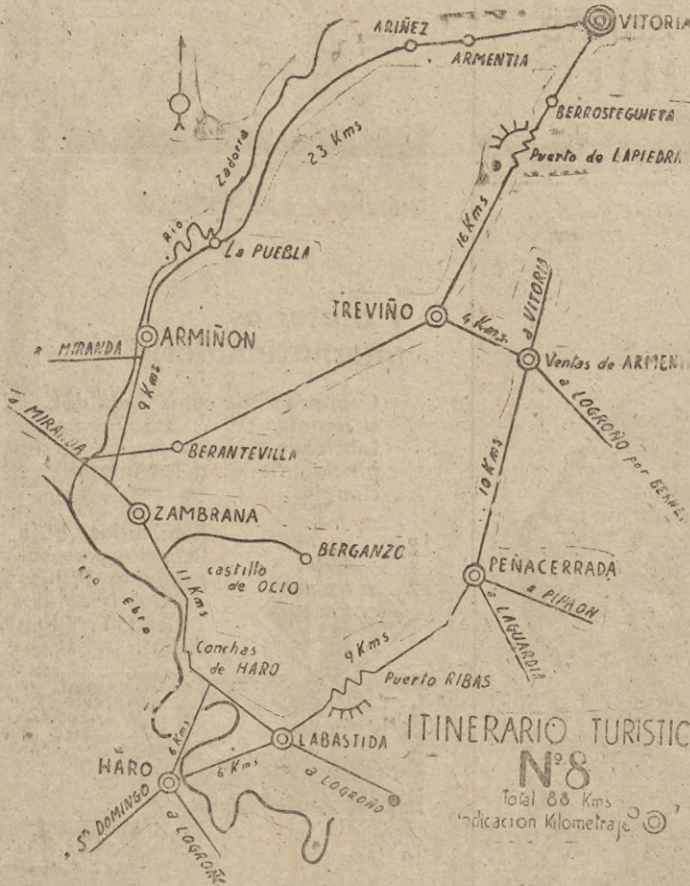 VITORIA
ARIÑEZ
ARMENTIA
BERROSTEGUIETA
Puerto de LAPIEDRA
23 Kms
Zadorra
RIO
La PUEBLA
16 Kms
TREVIÑO
4 Kms.
a VITORIA
ARMIÑON
a MIRANDA
Ventas de ARMEN
9 Kms
a LOGROÑO por
a MIRANDA
BERANTEVILLA
10 Kms
ZAMBRANA
BERGANZO
castillo
de OCIO
PEÑACERRADA
a PIPAON
a LAGUARDIA
RIO EBRO
11 Kms
Conchas
de HARO
9 Kms
Puerto RIBAS
6 Kms
LABASTIDA
HARO
6 Kms
a LOGROÑO
a Sto DOMINGO
a LOGROÑO
ITINERARIO TURISTIC
Nº8
Total 88 Kms
Indicacion Kilometraje